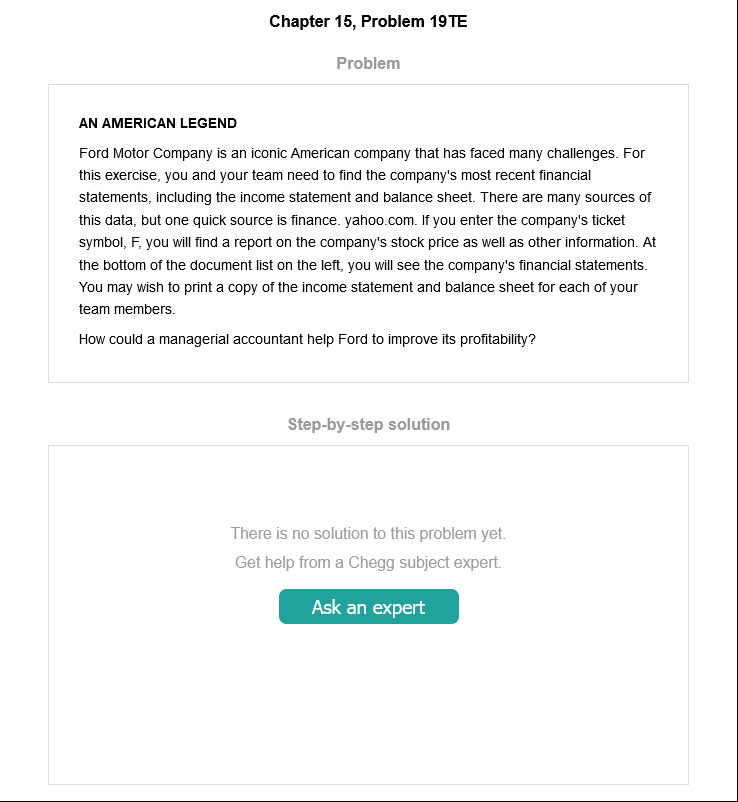 Chapter 15, Problem 19TE
Problem
AN AMERICAN LEGEND
Ford Motor Company is an iconic American company that has faced many challenges. For
this exercise, you and your team need to find the company's most recent financial
statements, including the income statement and balance sheet. There are many sources of
this data, but one quick source is finance. yahoo.com. If you enter the company's ticket
symbol, F, you will find a report on the company's stock price as well as other information. At
the bottom of the document list on the left, you will see the company's financial statements.
You may wish to print a copy of the income statement and balance sheet for each of your
team members.
How could a managerial accountant help Ford to improve its profitability?
Step-by-step solution
There is no solution to this problem yet.
Get help from a Chegg subject expert.
Ask an expert